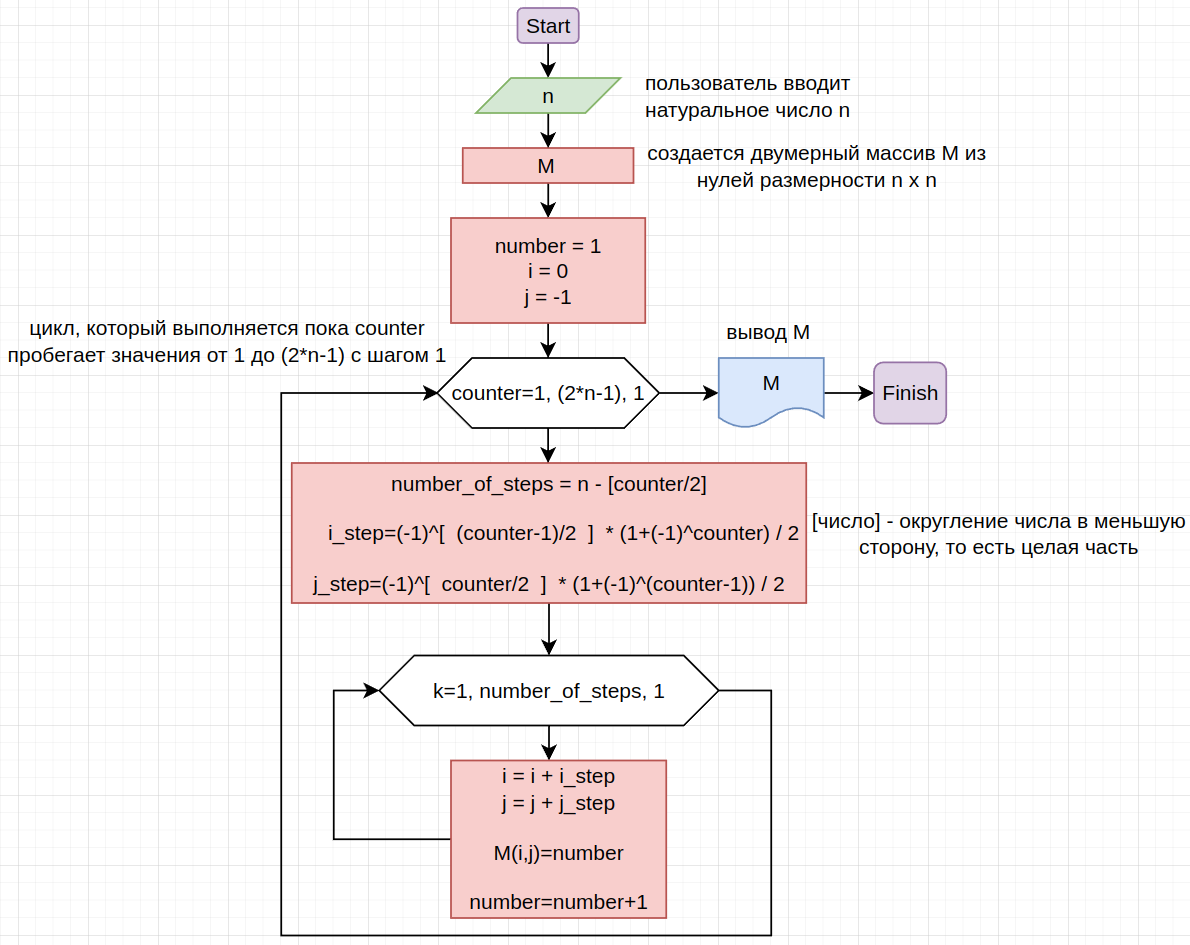 Start
n
пользователь вводит
натуральное число n
M
создается двумерный массив M из
нулей размерности n x n
number = 1
i = 0
j = -1
цикл, который выполняется пока counter
пробегает значения от 1 до (2*n-1) с шагом 1
counter=1, (2*n-1), 1
вывод M
M
Finish
number_of_steps = n - [counter/2]
i_step=(-1)^[ (counter-1)/2 ] * (1+(-1)^counter) / 2
j_step=(-1)^[ counter/2 ] * (1+(-1)^(counter-1)) / 2
[число] - округление числа в меньшую
сторону, то есть целая часть
k=1, number_of_steps, 1
i = i + i_step
j = j + j_step
M(i,j)=number
number=number+1